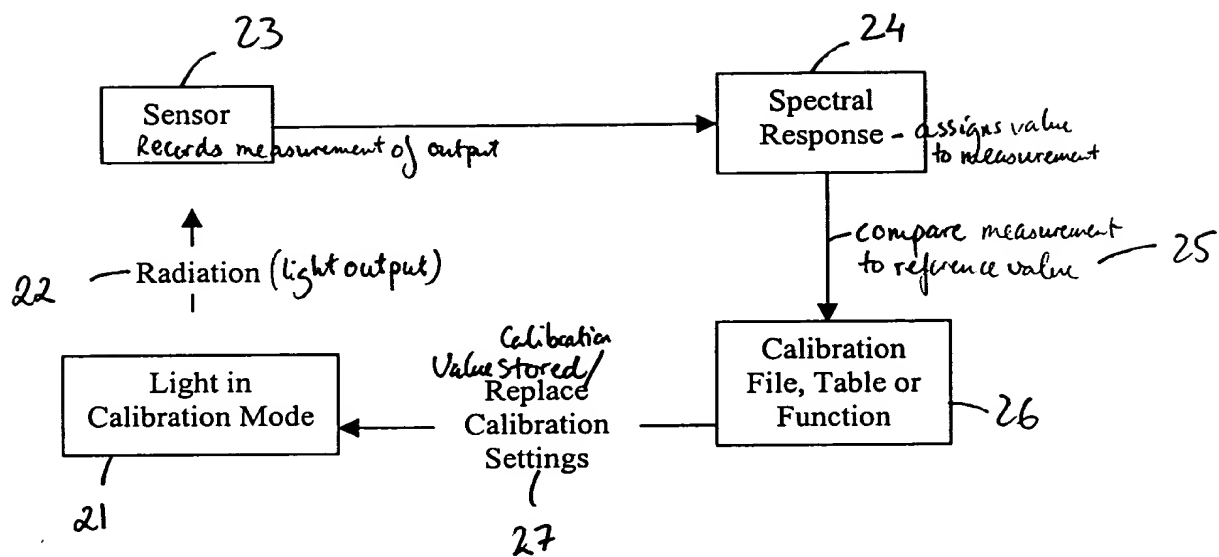 23
Sensor
Records measurement of output
24
Spectral
Response - assigns value
to measurement
compare measurement
to reference value
25
22
Radiation (light output)
Calibration
Value stored/
Replace
Calibration
Settings
27
Light in
Calibration Mode
21
Calibration
File, Table or
Function
26